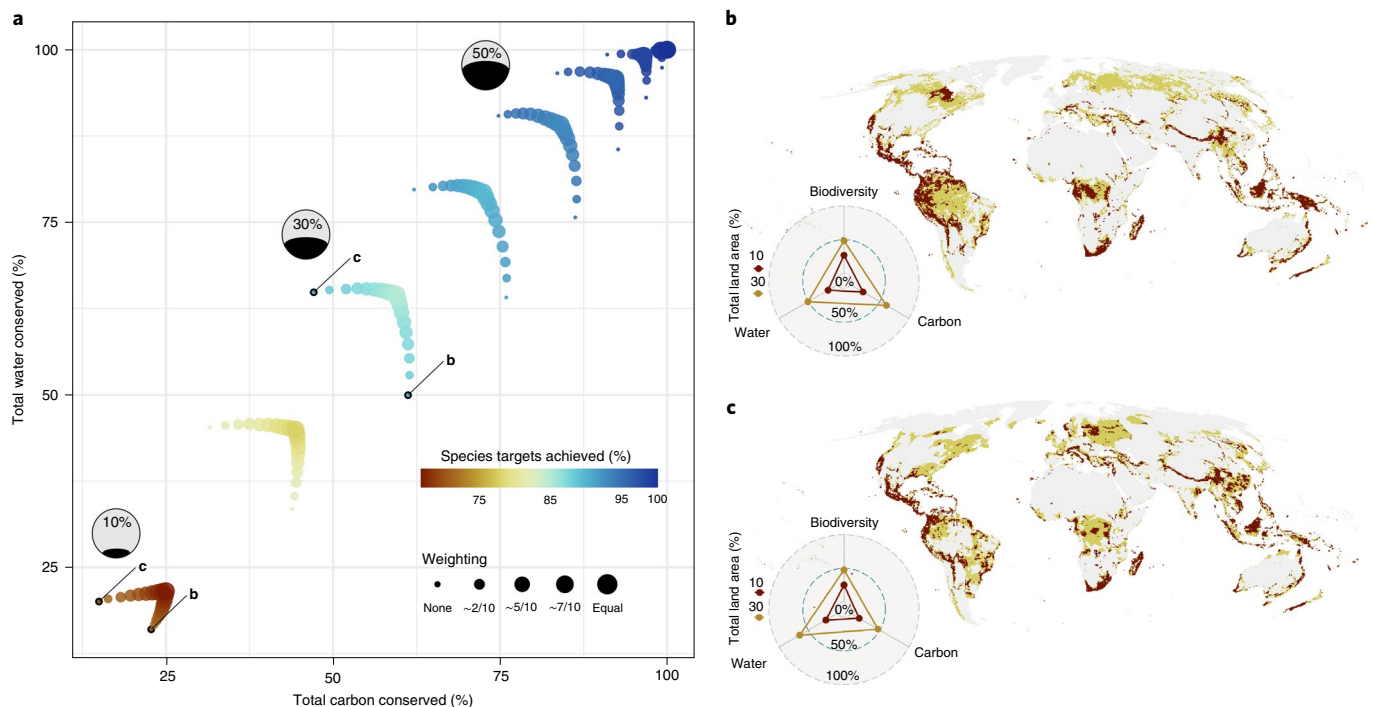 a
Total water conserved (%)
100
75
50
25
50%
30%
c
b
10%
c
b
Species targets achieved (%)
75
85
95
100
Weighting
None
~2/10
~5/10
~7/10
Equal
25
50
75
100
Total carbon conserved (%)
b
Total land area (%)
10
30
Biodiversity
0%
50%
100%
Water
Carbon
c
Total land area (%)
10
30
Biodiversity
0%
50%
100%
Water
Carbon